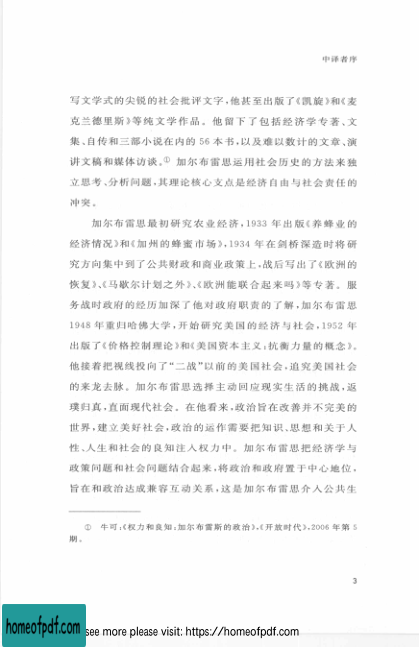 中译者序
写文学式的尖锐的社会批评文字,他甚至出版了《凯旋》和《麦
克兰德里斯》等纯文学作品。他留下了包括经济学专著、文
集、自传和三部小说在内的 56 本书,以及难以数计的文章、演
讲文稿和媒体访谈。① 加尔布雷思运用社会历史的方法来独
立思考、分析问题,其理论核心支点是经济自由与社会责任的
冲突。
加尔布雷思最初研究农业经济,1933 年出版《养蜂业的
经济情况》和《加州的蜂蜜市场》,1934 年在剑桥深造时将研
究方向集中到了公共财政和商业政策上,战后写出了《欧洲的
恢复》、《马歇尔计划之外》、《欧洲能联合起来吗》等专著。服
务战时政府的经历加深了他对政府职责的了解,加尔布雷思
1948 年重归哈佛大学,开始研究美国的经济与社会,1952 年
出版了《价格控制理论》和《美国资本主义:抗衡力量的概念》。
他接着把视线投向了“二战”以前的美国社会,追究美国社会
的来龙去脉。加尔布雷思选择主动回应现实生活的挑战,返
璞归真,直面现代社会。在他看来,政治旨在改善并不完美的
世界,建立美好社会,政治的运作需要把知识、思想和关于人
性、人生和社会的良知注入权力中。加尔布雷思把经济学与
政策问题和社会问题结合起来,将政治和政府置于中心地位,
旨在和政治达成兼容互动关系,这是加尔布雷思介入公共生
① 牛可:《权力和良知:加尔布雷斯的政治》,《开放时代》,2006 年第 5
期。
3
homeofpdf.com
see more please visit: https://homeofpdf.com